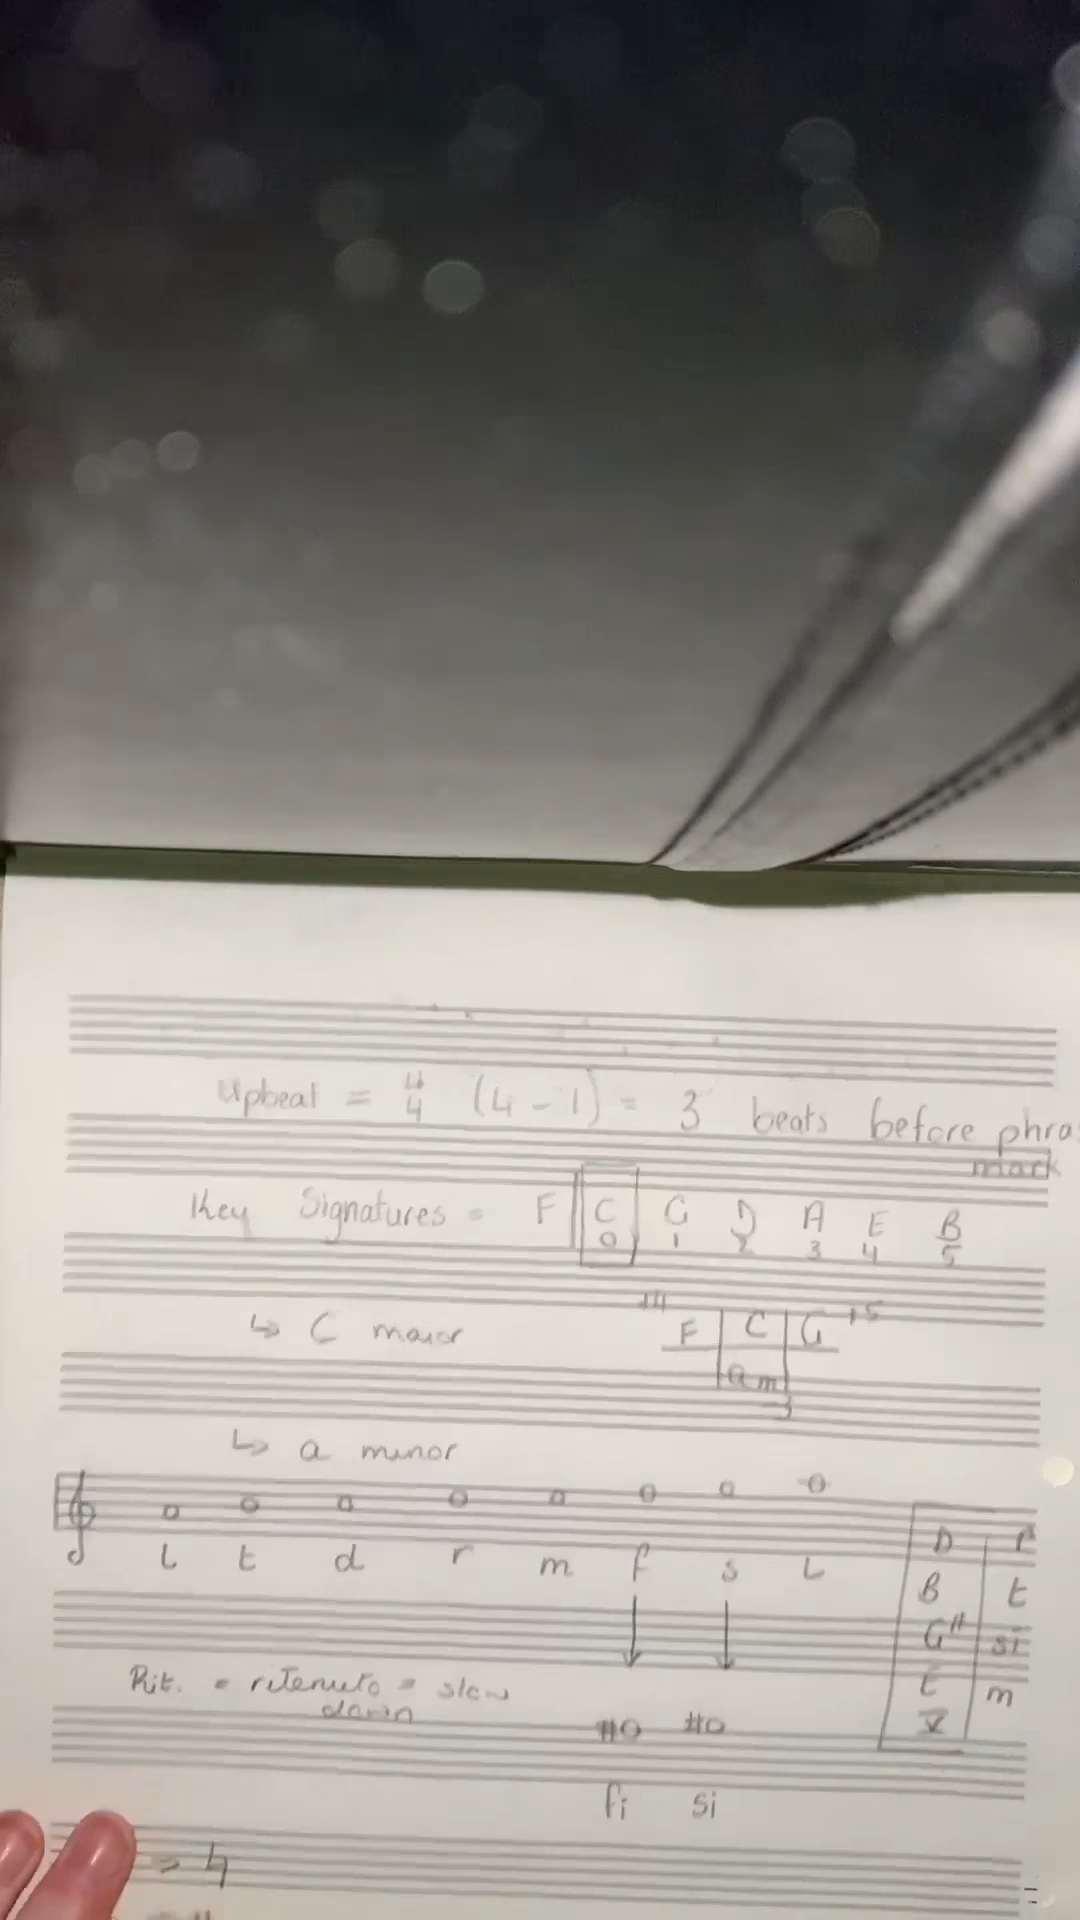 Upbeat = 4/4 (4-1) = 3 beats before phra
mark
Key Signatures = F C G D A E B
0 1 2 3 4 5
↳ C major
F C G
am
↳ a minor
l t d r m f s l
D r
B t
G# si
E m
V
Rit. = ritenuto = slow
down
#o #o
fi si
= 4